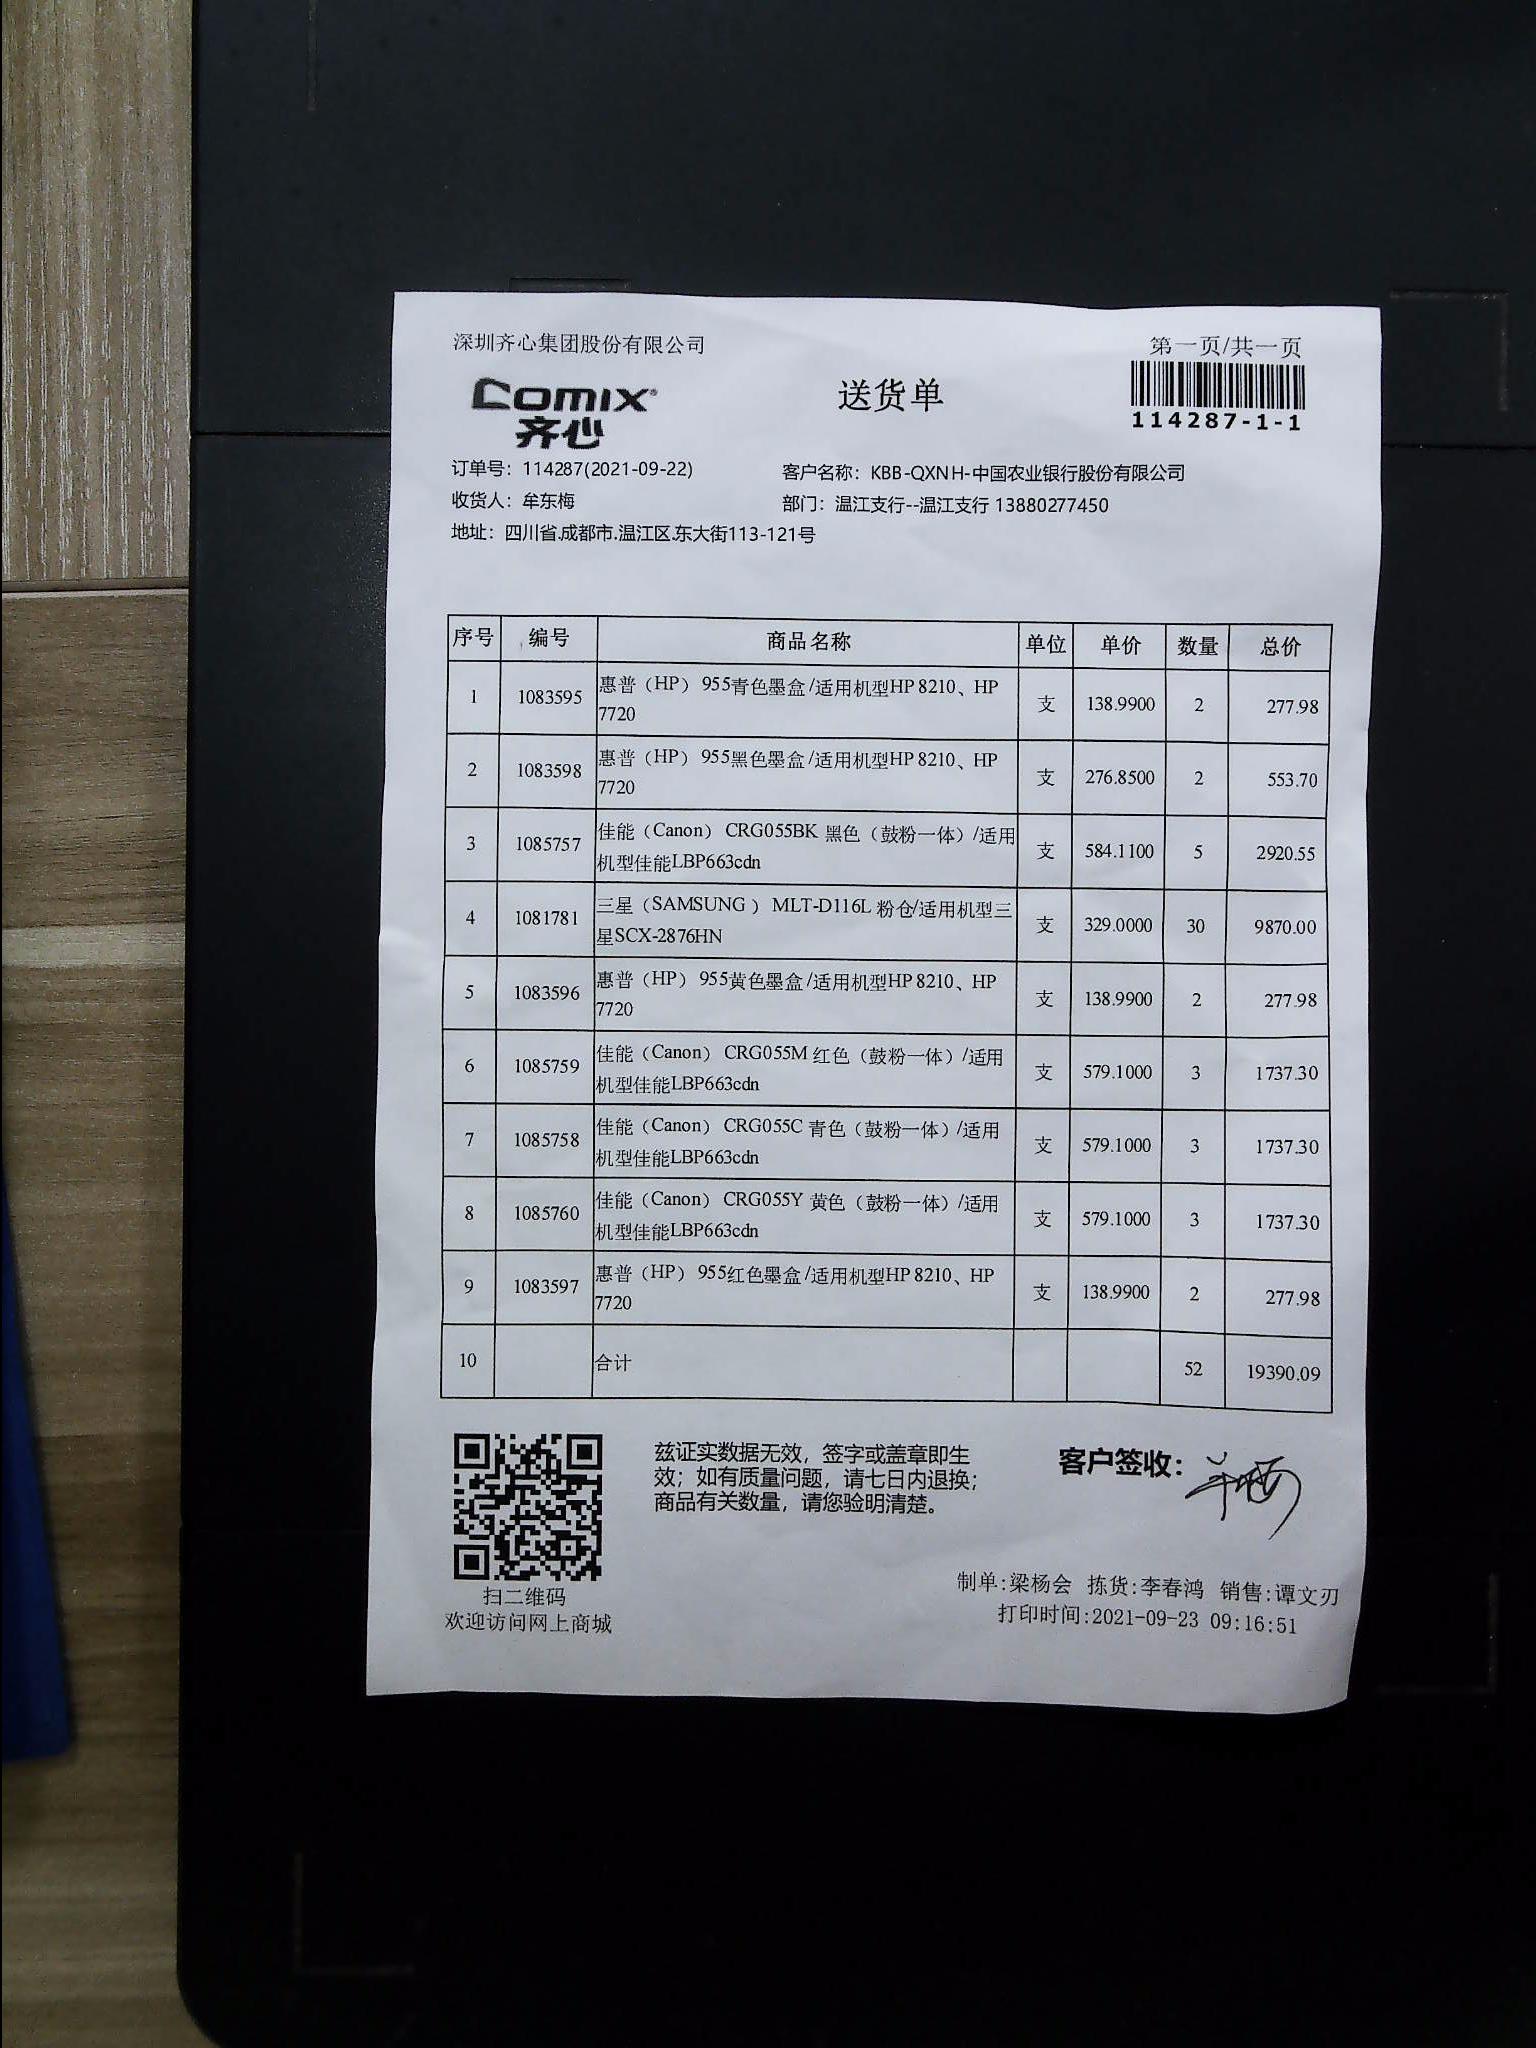 深圳齐心集团股份有限公司
第一页/共一页
COMIX®
齐心
送货单
114287-1-1
订单号：114287(2021-09-22)
客户名称：KBB-QXNH-中国农业银行股份有限公司
收货人：牟东梅
部门：温江支行--温江支行 13880277450
地址：四川省.成都市.温江区.东大街113-121号
序号 编号 商品名称 单位 单价 数量 总价
1 1083595 惠普（HP） 955青色墨盒/适用机型HP 8210、HP 支 138.9900 2 277.98
7720
2 1083598 惠普（HP） 955黑色墨盒/适用机型HP 8210、HP 支 276.8500 2 553.70
7720
3 1085757 佳能（Canon） CRG055BK 黑色（鼓粉一体）/适用 支 584.1100 5 2920.55
机型佳能LBP663cdn
4 1081781 三星（SAMSUNG ） MLT-D116L 粉仓/适用机型三 支 329.0000 30 9870.00
星SCX-2876HN
5 1083596 惠普（HP） 955黄色墨盒/适用机型HP 8210、HP 支 138.9900 2 277.98
7720
6 1085759 佳能（Canon） CRG055M 红色（鼓粉一体）/适用 支 579.1000 3 1737.30
机型佳能LBP663cdn
7 1085758 佳能（Canon） CRG055C 青色（鼓粉一体）/适用 支 579.1000 3 1737.30
机型佳能LBP663cdn
8 1085760 佳能（Canon） CRG055Y 黄色（鼓粉一体）/适用 支 579.1000 3 1737.30
机型佳能LBP663cdn
9 1083597 惠普（HP） 955红色墨盒/适用机型HP 8210、HP 支 138.9900 2 277.98
7720
10 合计 52 19390.09
兹证实数据无效，签字或盖章即生
效；如有质量问题，请七日内退换；
商品有关数量，请您验明清楚。
客户签收：
扫二维码
欢迎访问网上商城
制单:梁杨会 拣货:李春鸿 销售:谭文刃
打印时间:2021-09-23 09:16:51